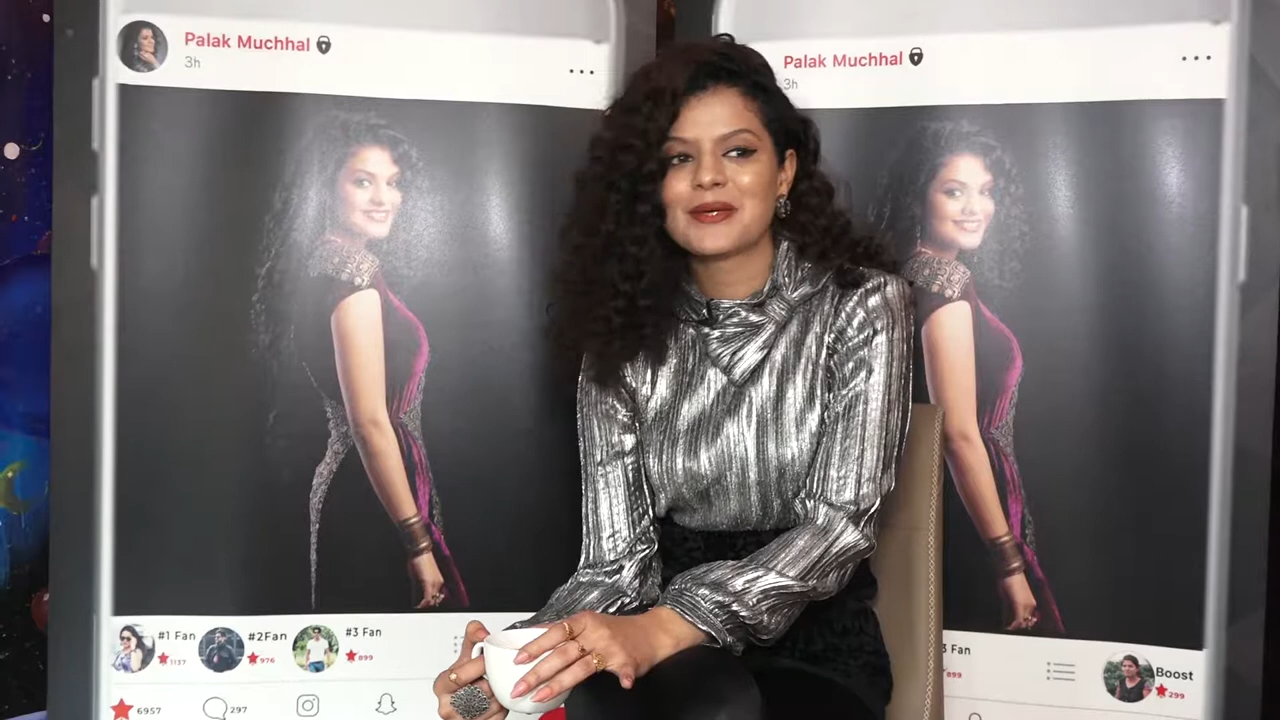 Palak Muchhal
3h
#1 Fan
1137
#2Fan
976
#3 Fan
899
6957
297
Palak Muchhal
3h
3 Fan
899
Boost
299